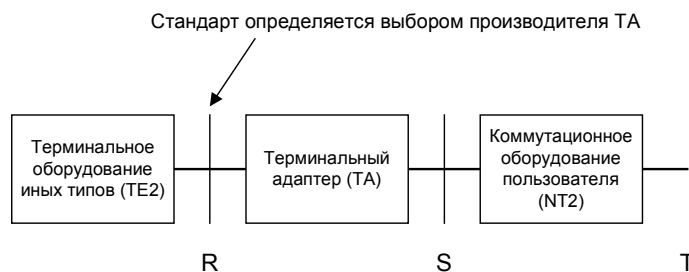 Стандарт определяется выбором производителя ТА
Терминальное
оборудование
иных типов (TE2)
Терминальный
адаптер (TA)
Коммутационное
оборудование
пользователя
(NT2)
R
S
T